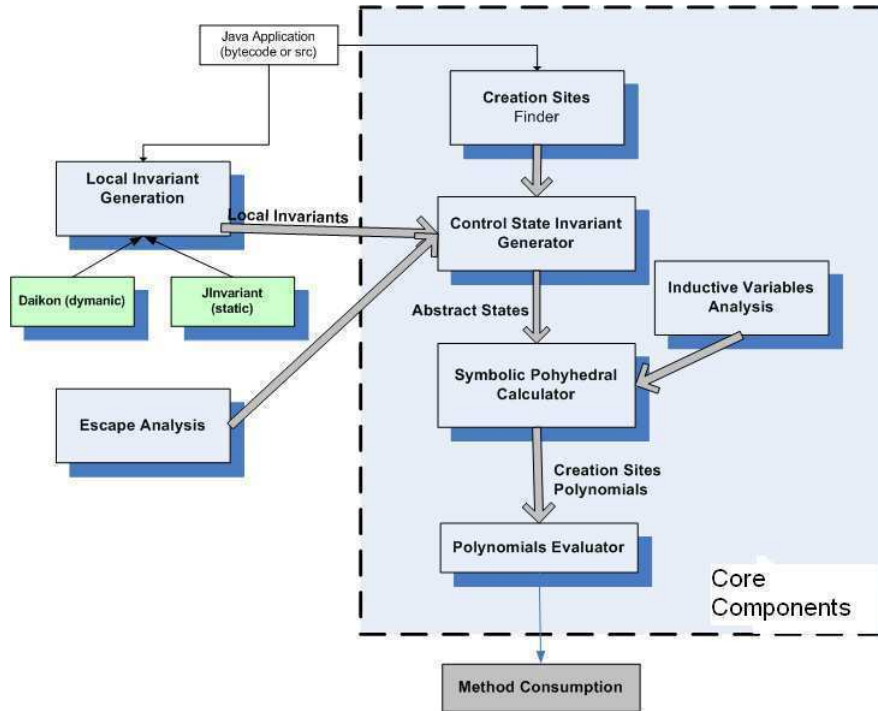 Java Application
(bytecode or src)
Creation Sites
Finder
Local Invariant
Generation
Local Invariants
Control State Invariant
Generator
Daikon (dymanic)
JInvariant
(static)
Abstract States
Inductive Variables
Analysis
Symbolic Pohyhedral
Calculator
Escape Analysis
Creation Sites
Polynomials
Polynomials Evaluator
Core
Components
Method Consumption